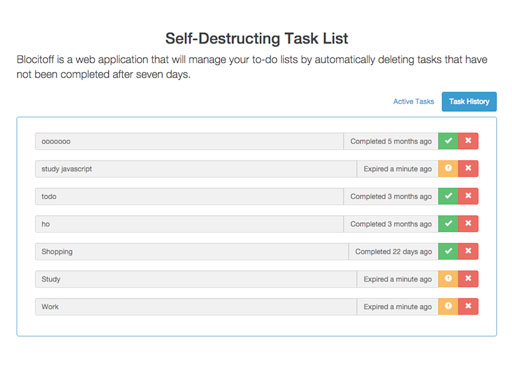 Self-Destructing Task List
Blocitoff is a web application that will manage your to-do lists by automatically deleting tasks that have
not been completed after seven days.
Active Tasks Task History
ooooooo Completed 5 months ago
study javascript Expired a minute ago
todo Completed 3 months ago
ho Completed 3 months ago
Shopping Completed 22 days ago
Study Expired a minute ago
Work Expired a minute ago